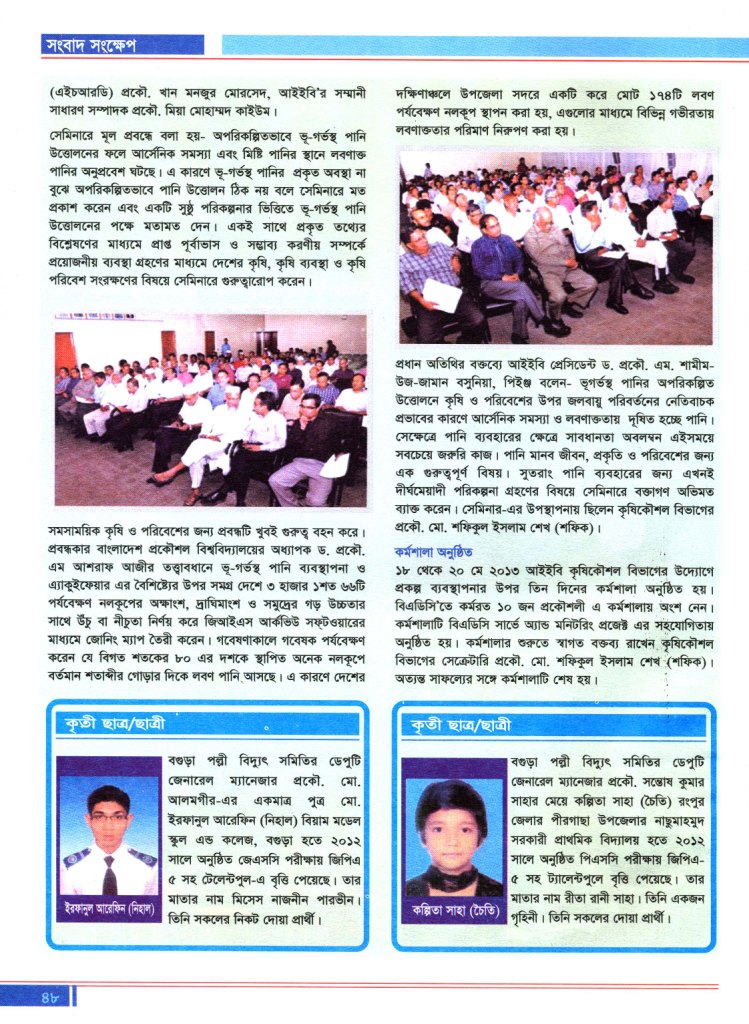 সংবাদ সংক্ষেপ
(এইচআরডি) প্রকৌ. খান মনজুর মোরসেদ, আইইবি'র সম্মানী
সাধারণ সম্পাদক প্রকৌ. মিয়া মোহাম্মদ কাইউম।
সেমিনারে মূল প্রবন্ধে বলা হয়- অপরিকল্পিতভাবে ভূ-গর্ভস্থ পানি
উত্তোলনের ফলে আর্সেনিক সমস্যা এবং মিষ্টি পানির স্থানে লবণাক্ত
পানির অনুপ্রবেশ ঘটছে। এ কারণে ভূ-গর্ভস্থ পানির প্রকৃত অবস্থা না
বুঝে অপরিকল্পিতভাবে পানি উত্তোলন ঠিক নয় বলে সেমিনারে মত
প্রকাশ করেন এবং একটি সুষ্ঠু পরিকল্পনার ভিত্তিতে ভূ-গর্ভস্থ পানি
উত্তোলনের পক্ষে মতামত দেন। একই সাথে প্রকৃত তথ্যের
বিশ্লেষণের মাধ্যমে প্রাপ্ত পূর্বাভাস ও সম্ভাব্য করণীয় সম্পর্কে
প্রয়োজনীয় ব্যবস্থা গ্রহণের মাধ্যমে দেশের কৃষি, কৃষি ব্যবস্থা ও কৃষি
পরিবেশ সংরক্ষণের বিষয়ে সেমিনারে গুরুত্বারোপ করেন।
সমসাময়িক কৃষি ও পরিবেশের জন্য প্রবন্ধটি খুবই গুরুত্ব বহন করে।
প্রবন্ধকার বাংলাদেশ প্রকৌশল বিশ্ববিদ্যালয়ের অধ্যাপক ড. প্রকৌ.
এম আশরাফ আজীর তত্ত্বাবধানে ভূ-গর্ভস্থ পানি ব্যবস্থাপনা ও
এ্যাকুইফেয়ার এর বৈশিষ্ট্যের উপর সমগ্র দেশে ৩ হাজার ১শত ৬৬টি
পর্যবেক্ষণ নলকূপের অক্ষাংশ, দ্রাঘিমাংশ ও সমুদ্রের গড় উচ্চতার
সাথে উঁচু বা নীচুতা নির্ণয় করে জিআইএস আর্কভিউ সফ্টওয়ারের
মাধ্যমে জোনিং ম্যাপ তৈরী করেন। গবেষণাকালে গবেষক পর্যবেক্ষণ
করেন যে বিগত শতকের ৮০ এর দশকে স্থাপিত অনেক নলকূপে
বর্তমান শতাব্দীর গোড়ার দিকে লবণ পানি আসছে। এ কারণে দেশের
দক্ষিণাঞ্চলে উপজেলা সদরে একটি করে মোট ১৭৪টি লবণ
পর্যবেক্ষণ নলকূপ স্থাপন করা হয়, এগুলোর মাধ্যমে বিভিন্ন গভীরতায়
লবণাক্ততার পরিমাণ নিরুপণ করা হয়।
প্রধান অতিথির বক্তব্যে আইইবি প্রেসিডেন্ট ড. প্রকৌ. এম. শামীম-
উজ-জামান বসুনিয়া, পিইঞ্জ বলেন- ভূগর্ভস্থ পানির অপরিকল্পিত
উত্তোলনে কৃষি ও পরিবেশের উপর জলবায়ু পরিবর্তনের নেতিবাচক
প্রভাবের কারণে আর্সেনিক সমস্যা ও লবণাক্ততায় দূষিত হচ্ছে পানি।
সেক্ষেত্রে পানি ব্যবহারের ক্ষেত্রে সাবধানতা অবলম্বন এইসময়ে
সবচেয়ে জরুরি কাজ। পানি মানব জীবন, প্রকৃতি ও পরিবেশের জন্য
এক গুরুত্বপূর্ণ বিষয়। সুতরাং পানি ব্যবহারের জন্য এখনই
দীর্ঘমেয়াদী পরিকল্পনা গ্রহণের বিষয়ে সেমিনারে বক্তাগণ অভিমত
ব্যাক্ত করেন। সেমিনার-এর উপস্থাপনায় ছিলেন কৃষিকৌশল বিভাগের
প্রকৌ. মো. শফিকুল ইসলাম শেখ (শফিক)।
কর্মশালা অনুষ্ঠিত
১৮ থেকে ২০ মে ২০১৩ আইইবি কৃষিকৌশল বিভাগের উদ্যোগে
প্রকল্প ব্যবস্থাপনার উপর তিন দিনের কর্মশালা অনুষ্ঠিত হয়।
বিএডিসি'তে কর্মরত ১০ জন প্রকৌশলী এ কর্মশালায় অংশ নেন।
কর্মশালাটি বিএডিসি সার্ভে অ্যান্ড মনিটরিং প্রজেক্ট এর সহযোগিতায়
অনুষ্ঠিত হয়। কর্মশালার শুরুতে স্বাগত বক্তব্য রাখেন কৃষিকৌশল
বিভাগের সেক্রেটারি প্রকৌ. মো. শফিকুল ইসলাম শেখ (শফিক)।
অত্যন্ত সাফল্যের সঙ্গে কর্মশালাটি শেষ হয়।
কৃতী ছাত্র/ছাত্রী
বগুড়া পল্লী বিদ্যুৎ সমিতির ডেপুটি
জেনারেল ম্যানেজার প্রকৌ. মো.
আলমগীর-এর একমাত্র পুত্র মো.
ইরফানুল আরেফিন (নিহাল) বিয়াম মডেল
স্কুল এন্ড কলেজ, বগুড়া হতে ২০১২
সালে অনুষ্ঠিত জেএসসি পরীক্ষায় জিপিএ
৫ সহ টেলেন্টপুল-এ বৃত্তি পেয়েছে। তার
মাতার নাম মিসেস নাজনীন পারভীন।
তিনি সকলের নিকট দোয়া প্রার্থী।
ইরফানুল আরেফিন (নিহাল)
কৃতী ছাত্র/ছাত্রী
বগুড়া পল্লী বিদ্যুৎ সমিতির ডেপুটি
জেনারেল ম্যানেজার প্রকৌ. সন্তোষ কুমার
সাহার মেয়ে কল্পিতা সাহা (চৈতি) রংপুর
জেলার পীরগাছা উপজেলার নাছুমাহমুদ
সরকারী প্রাথমিক বিদ্যালয় হতে ২০১২
সালে অনুষ্ঠিত পিএসসি পরীক্ষায় জিপিএ-
৫ সহ ট্যালেন্টপুলে বৃত্তি পেয়েছে। তার
মাতার নাম রীতা রানী সাহা। তিনি একজন
গৃহিনী। তিনি সকলের দোয়া প্রার্থী।
কল্পিতা সাহা (চৈতি)
৪৮